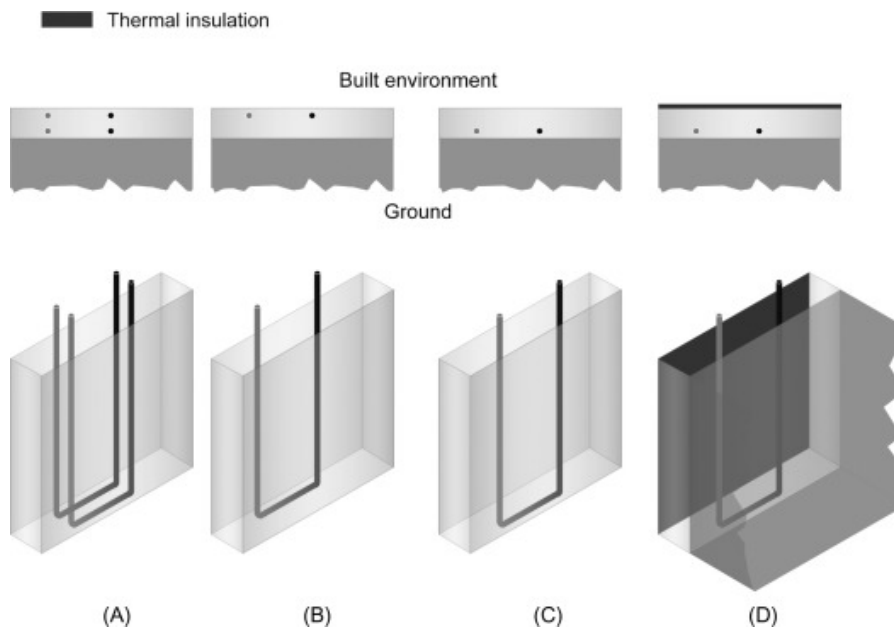 Thermal insulation
Built environment
Ground
(A) (B) (C) (D)